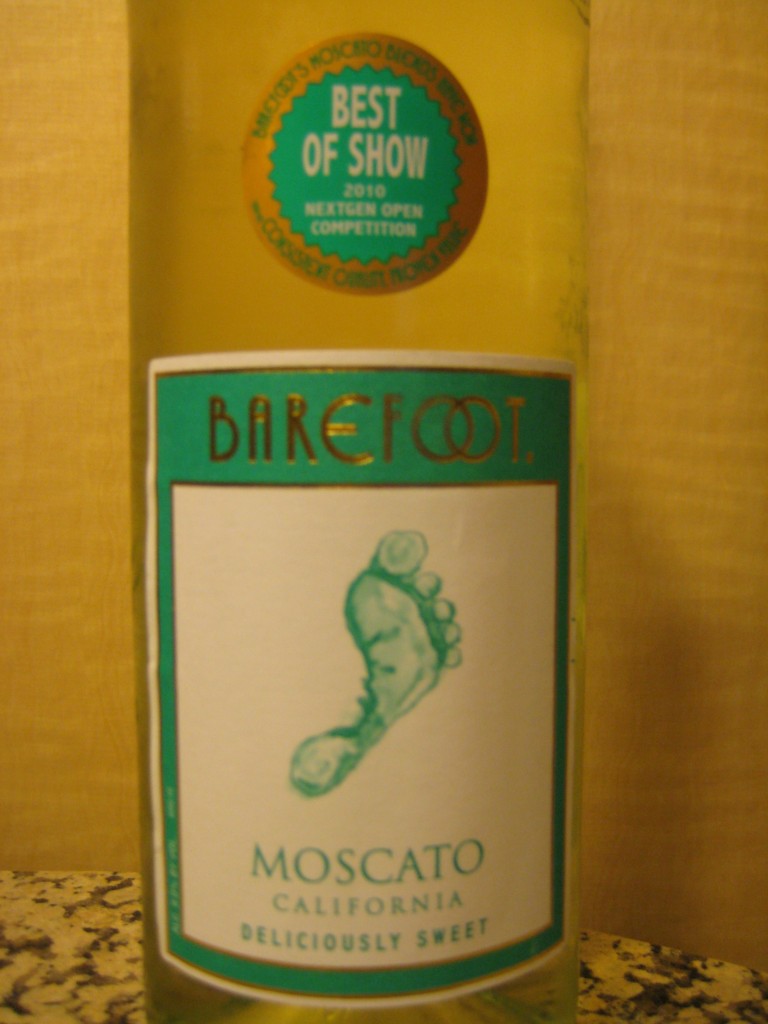 BEST
OF SHOW
2010
NEXTGEN OPEN
COMPETITION
BAREFOOT.
MOSCATO
CALIFORNIA
DELICIOUSLY SWEET